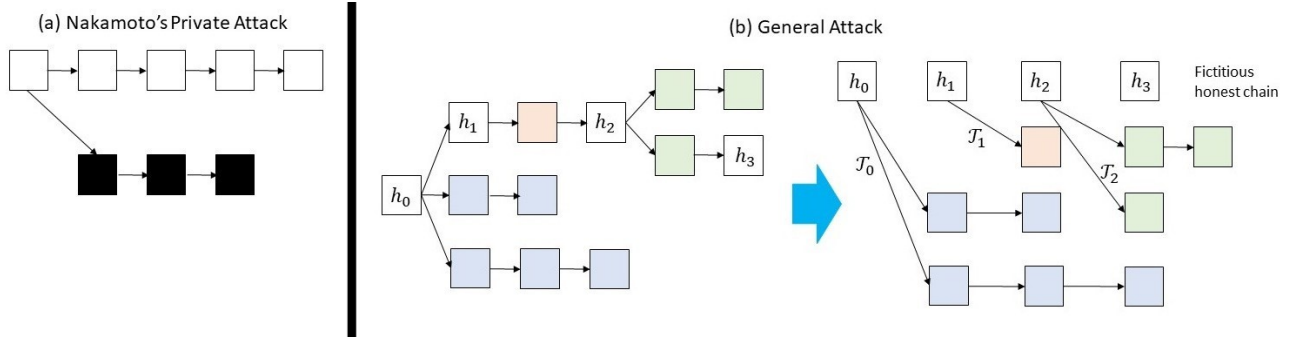 (a) Nakamoto's Private Attack
(b) General Attack
h₀
h₁
h₂
h₃
h₀
h₁
h₂
h₃
Fictitious
honest chain
𝒯₀
𝒯₁
𝒯₂